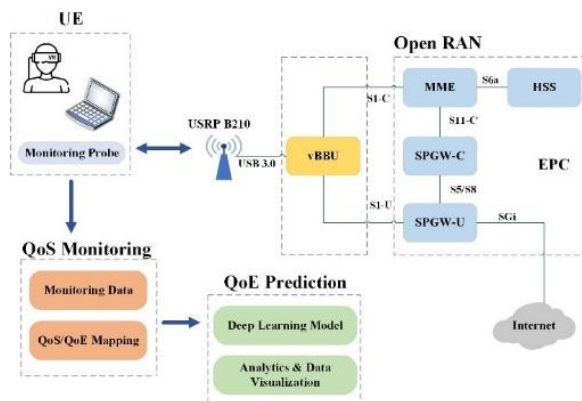 UE
Open RAN
VR
Monitoring Probe
USRP B210
USB 3.0
vBBU
S1-C
MME
S6a
HSS
S11-C
SPGW-C
EPC
S5/S8
S1-U
SPGW-U
SGi
Internet
QoS Monitoring
Monitoring Data
QoS/QoE Mapping
QoE Prediction
Deep Learning Model
Analytics & Data
Visualization